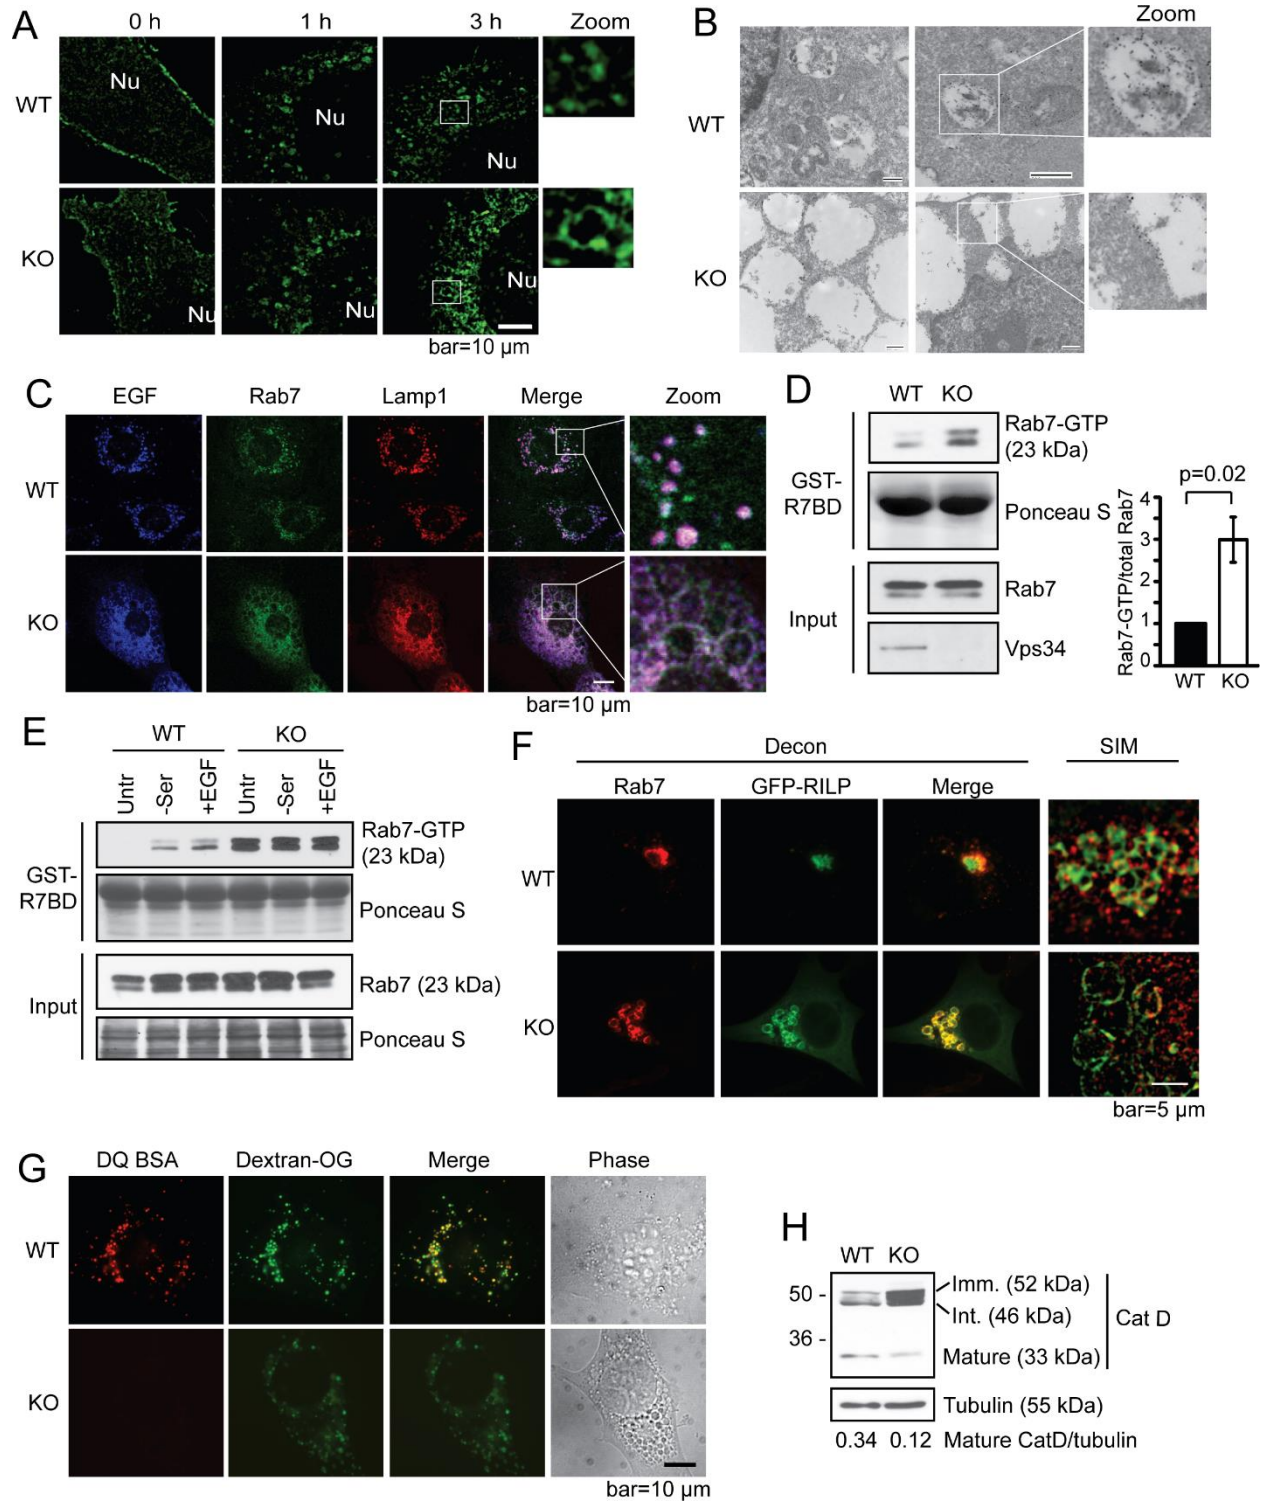 A
0 h
1 h
3 h
Zoom
WT
Nu
Nu
Nu
KO
Nu
Nu
Nu
bar=10 µm
B
Zoom
WT
KO
C
EGF
Rab7
Lamp1
Merge
Zoom
WT
KO
bar=10 µm
D
WT
KO
GST-
R7BD
Rab7-GTP
(23 kDa)
Ponceau S
Input
Rab7
Vps34
p=0.02
Rab7-GTP/total Rab7
4
3
2
1
0
WT
KO
E
WT
KO
Untr
-Ser
+EGF
Untr
-Ser
+EGF
GST-
R7BD
Rab7-GTP
(23 kDa)
Ponceau S
Input
Rab7 (23 kDa)
Ponceau S
F
Decon
SIM
Rab7
GFP-RILP
Merge
WT
KO
bar=5 µm
G
DQ BSA
Dextran-OG
Merge
Phase
WT
KO
bar=10 µm
H
WT
KO
50 -
36 -
Imm. (52 kDa)
Int. (46 kDa)
Mature (33 kDa)
Cat D
Tubulin (55 kDa)
0.34 0.12 Mature CatD/tubulin